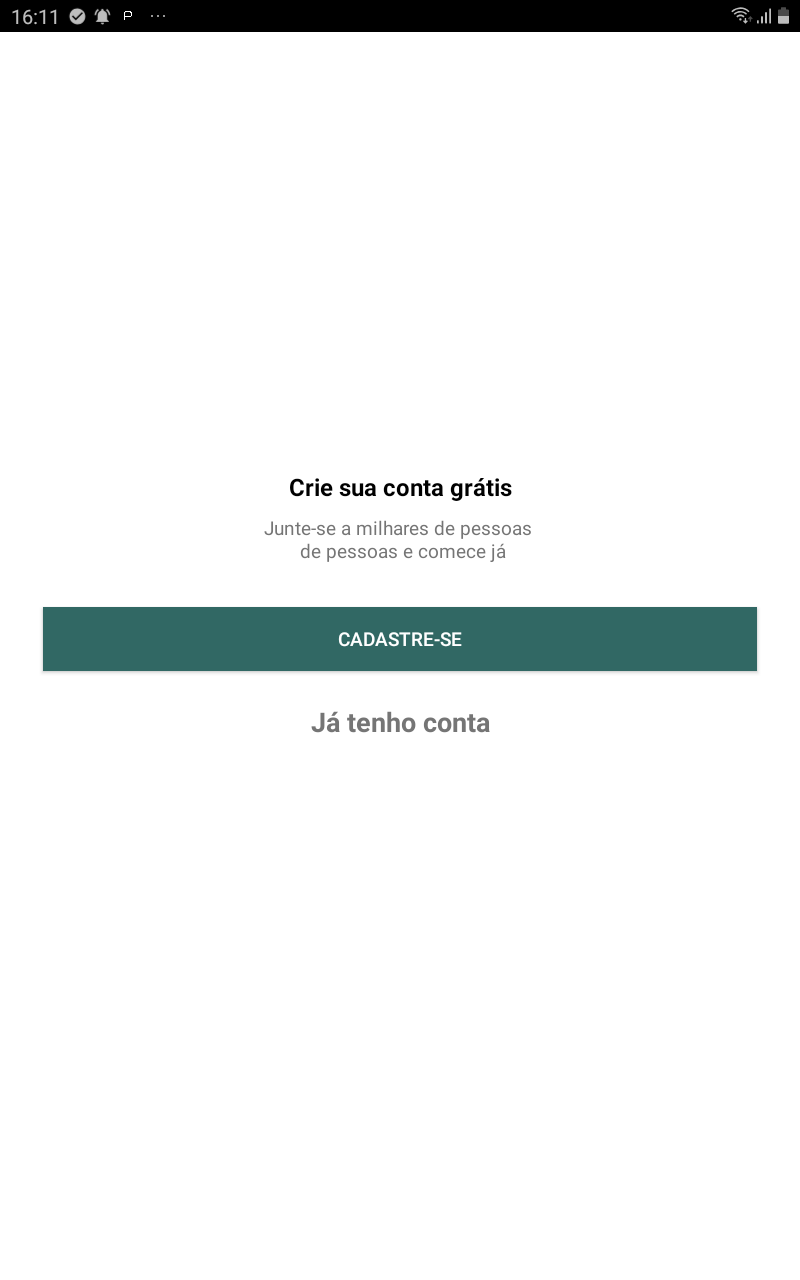 16:11
Crie sua conta grátis
Junte-se a milhares de pessoas
de pessoas e comece já
CADASTRE-SE
Já tenho conta